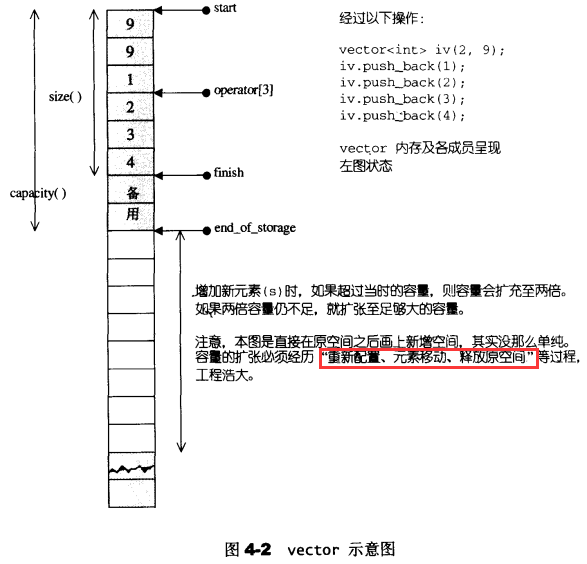 start
9
9
1
size( )
operator[3]
2
3
4
finish
capacity( )
备
用
end_of_storage
经过以下操作:
vector<int> iv(2, 9);
iv.push_back(1);
iv.push_back(2);
iv.push_back(3);
iv.push_back(4);
vector 内存及各成员呈现
左图状态
增加新元素(s)时，如果超过当时的容量，则容量会扩充至两倍。
如果两倍容量仍不足，就扩张至足够大的容量。
注意，本图是直接在原空间之后画上新增空间，其实没那么单纯。
容量的扩张必须经历“重新配置、元素移动、释放原空间”等过程，
工程浩大。
图 4-2 vector 示意图